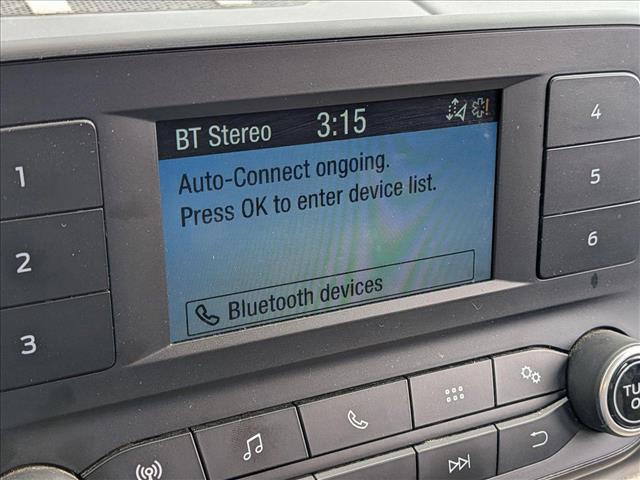 BT Stereo 3:15
Auto-Connect ongoing.
Press OK to enter device list.
Bluetooth devices
1
2
3
4
5
6